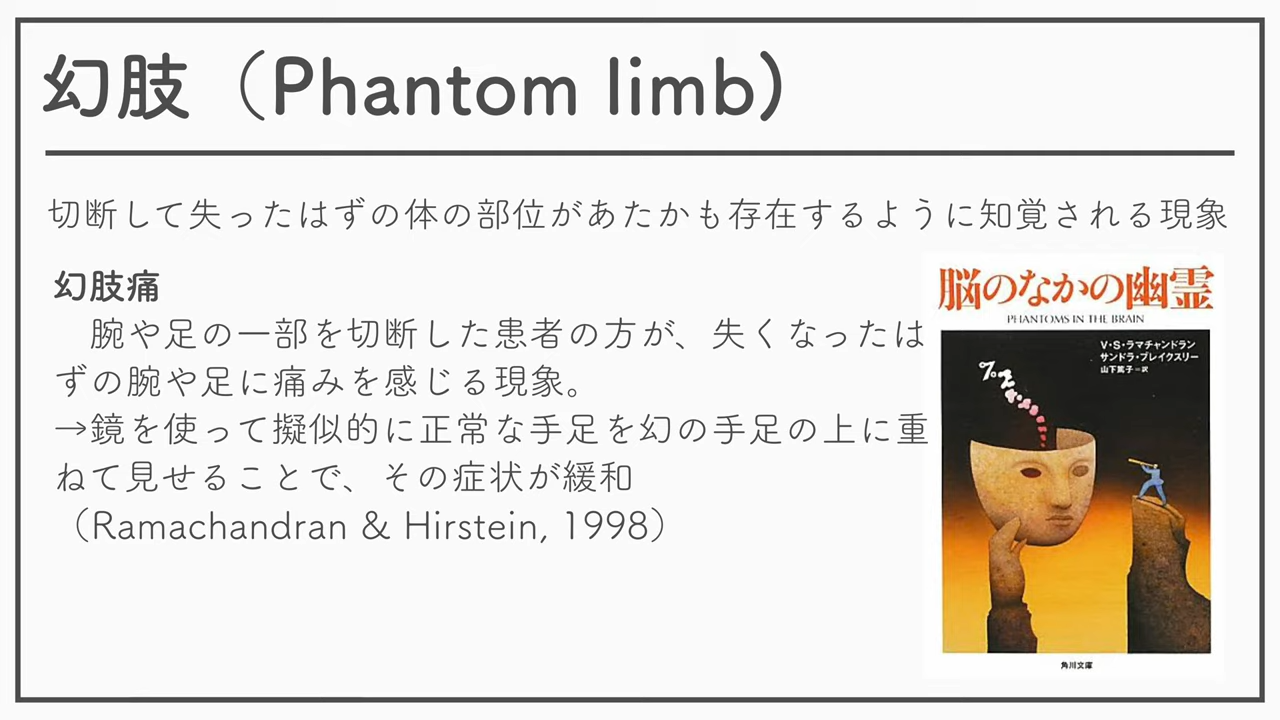 幻肢（Phantom limb)
切断して失ったはずの体の部位があたかも存在するように知覚される現象
幻肢痛
　腕や足の一部を切断した患者の方が、失くなったは
ずの腕や足に痛みを感じる現象。
→鏡を使って擬似的に正常な手足を幻の手足の上に重
ねて見せることで、その症状が緩和
（Ramachandran & Hirstein, 1998）
脳のなかの幽霊
PHANTOMS IN THE BRAIN
V・S・ラマチャンドラン
サンドラ・ブレイクスリー
山下篤子=訳
角川文庫